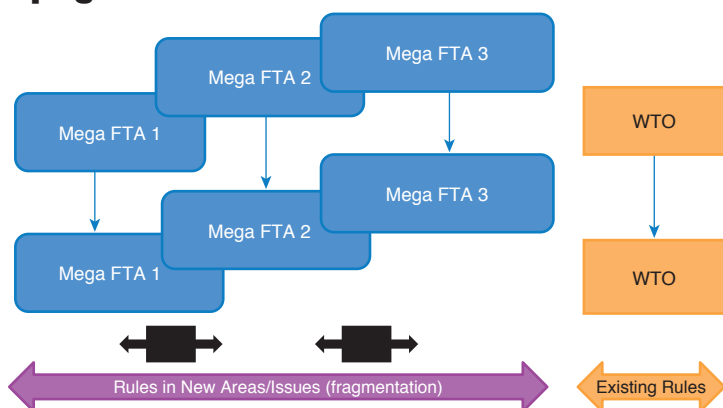 Mega FTA 3
Mega FTA 2
Mega FTA 1
WTO
Mega FTA 3
Mega FTA 2
Mega FTA 1
WTO
Rules in New Areas/Issues (fragmentation)
Existing Rules